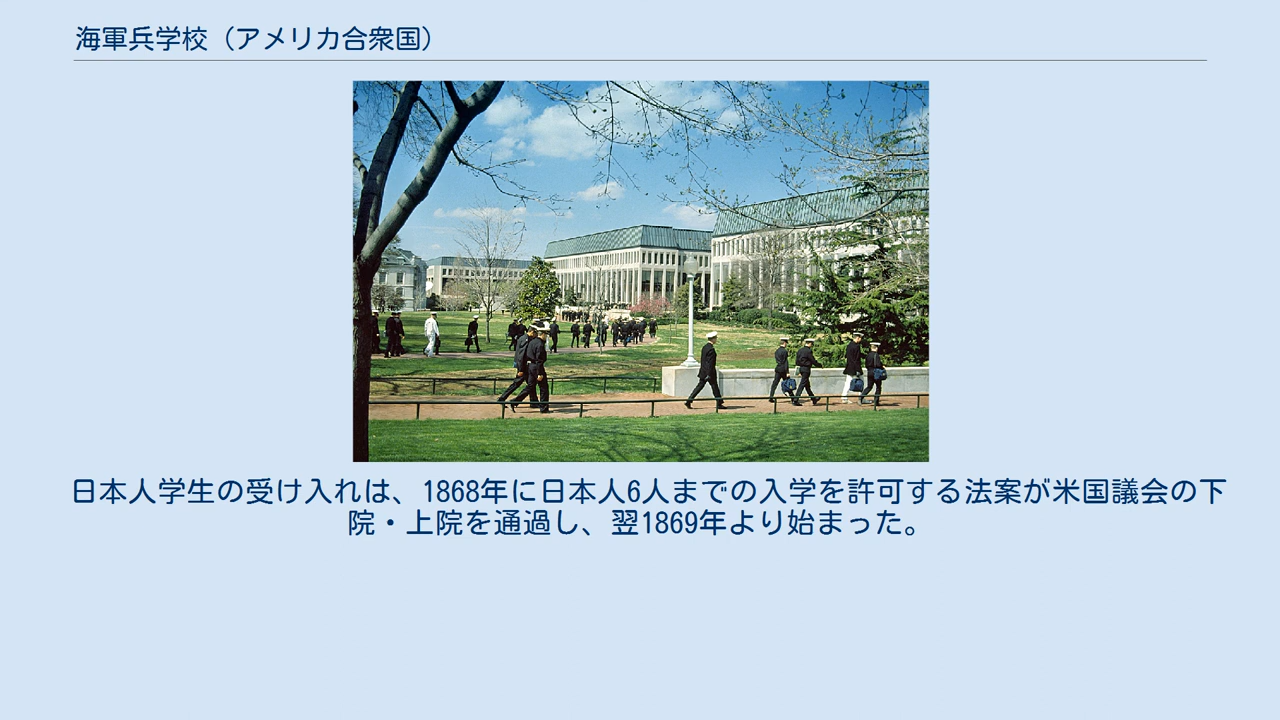 海軍兵学校（アメリカ合衆国）
日本人学生の受け入れは、1868年に日本人6人までの入学を許可する法案が米国議会の下
院・上院を通過し、翌1869年より始まった。